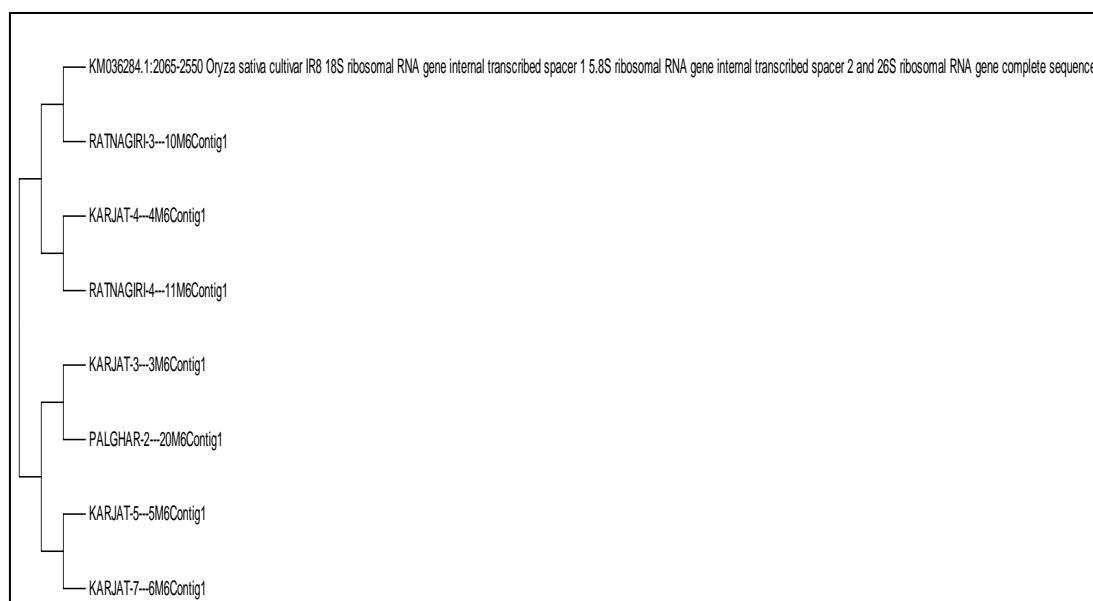 KM036284.1:2065-2550 Oryza sativa cultivar IR8 18S ribosomal RNA gene internal transcribed spacer 1 5.8S ribosomal RNA gene internal transcribed spacer 2 and 26S ribosomal RNA gene complete sequence
RATNAGIRI-3---10M6Contig1
KARJAT-4---4M6Contig1
RATNAGIRI-4---11M6Contig1
KARJAT-3---3M6Contig1
PALGHAR-2---20M6Contig1
KARJAT-5---5M6Contig1
KARJAT-7---6M6Contig1